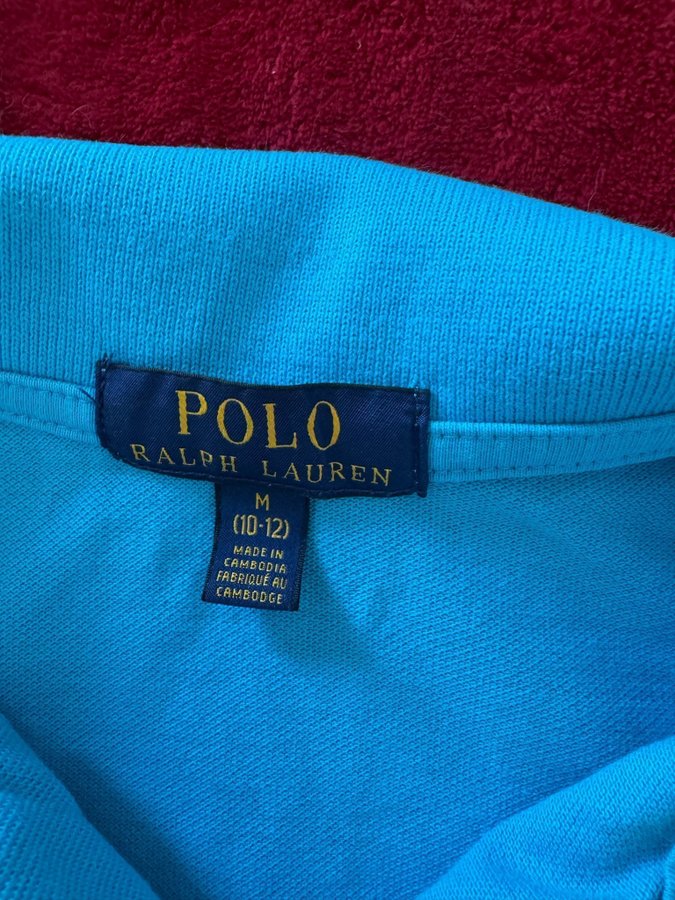 POLO
RALPH LAUREN
M
(10-12)
MADE IN
CAMBODIA
FABRIQUÉ AU
CAMBODGE